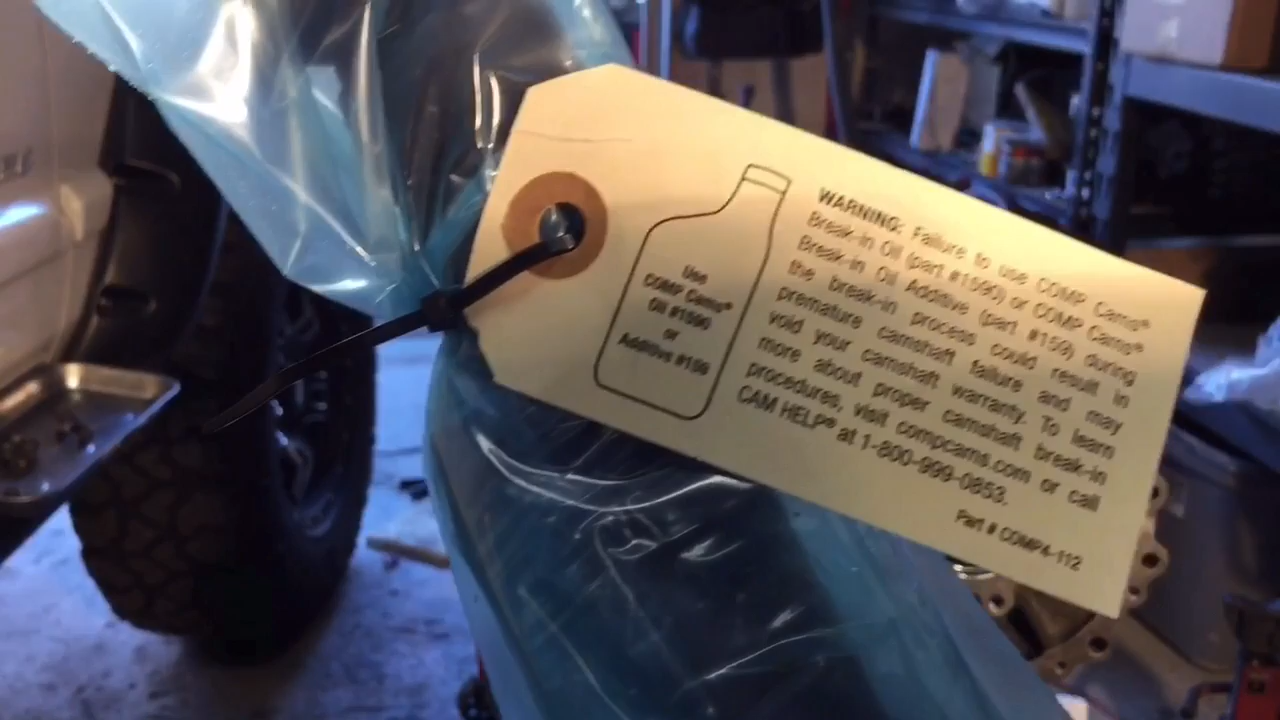 Use
COMP Cams®
Oil #1590
or
Additive #159
WARNING: Failure to use COMP Cams®
Break-in Oil (part #1590) or COMP Cams®
Break-in Oil Additive (part #159) during
the break-in process could result in
premature camshaft failure and may
void your camshaft warranty. To learn
more about proper camshaft break-in
procedures, visit compcams.com or call
CAM HELP® at 1-800-999-0853.
Part # COMP4-112